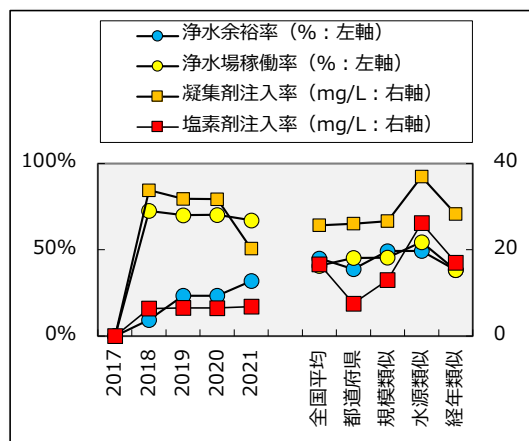 浄水余裕率（%：左軸）
浄水場稼働率（%：左軸）
凝集剤注入率（mg/L：右軸）
塩素剤注入率（mg/L：右軸）
100%
50%
0%
40
20
0
2017
2018
2019
2020
2021
全国平均
都道府県
規模類似
水源類似
経年類似